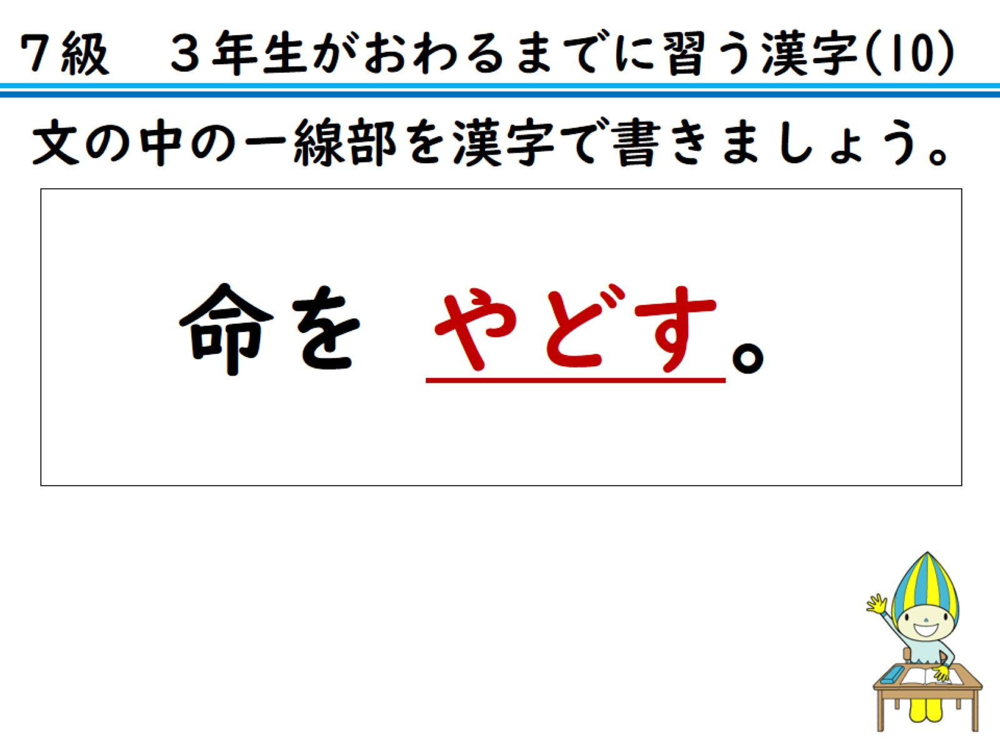 ７級　３年生がおわるまでに習う漢字(10)
文の中の一線部を漢字で書きましょう。
命を　やどす。